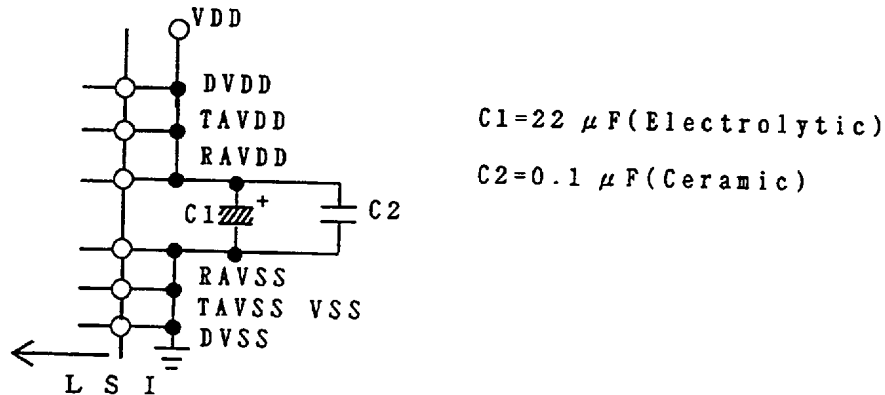 VDD
DVDD
TAVDD
RAVDD
C1=22 μF(Electrolytic)
C2=0.1 μF(Ceramic)
C1 + C2
RAVSS
TAVSS VSS
DVSS
LSI